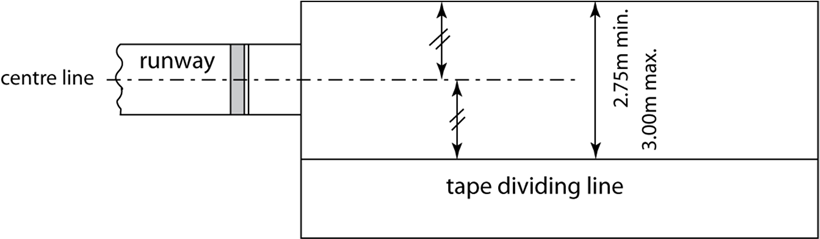 runway
centre line
2.75m min.
3.00m max.
tape dividing line